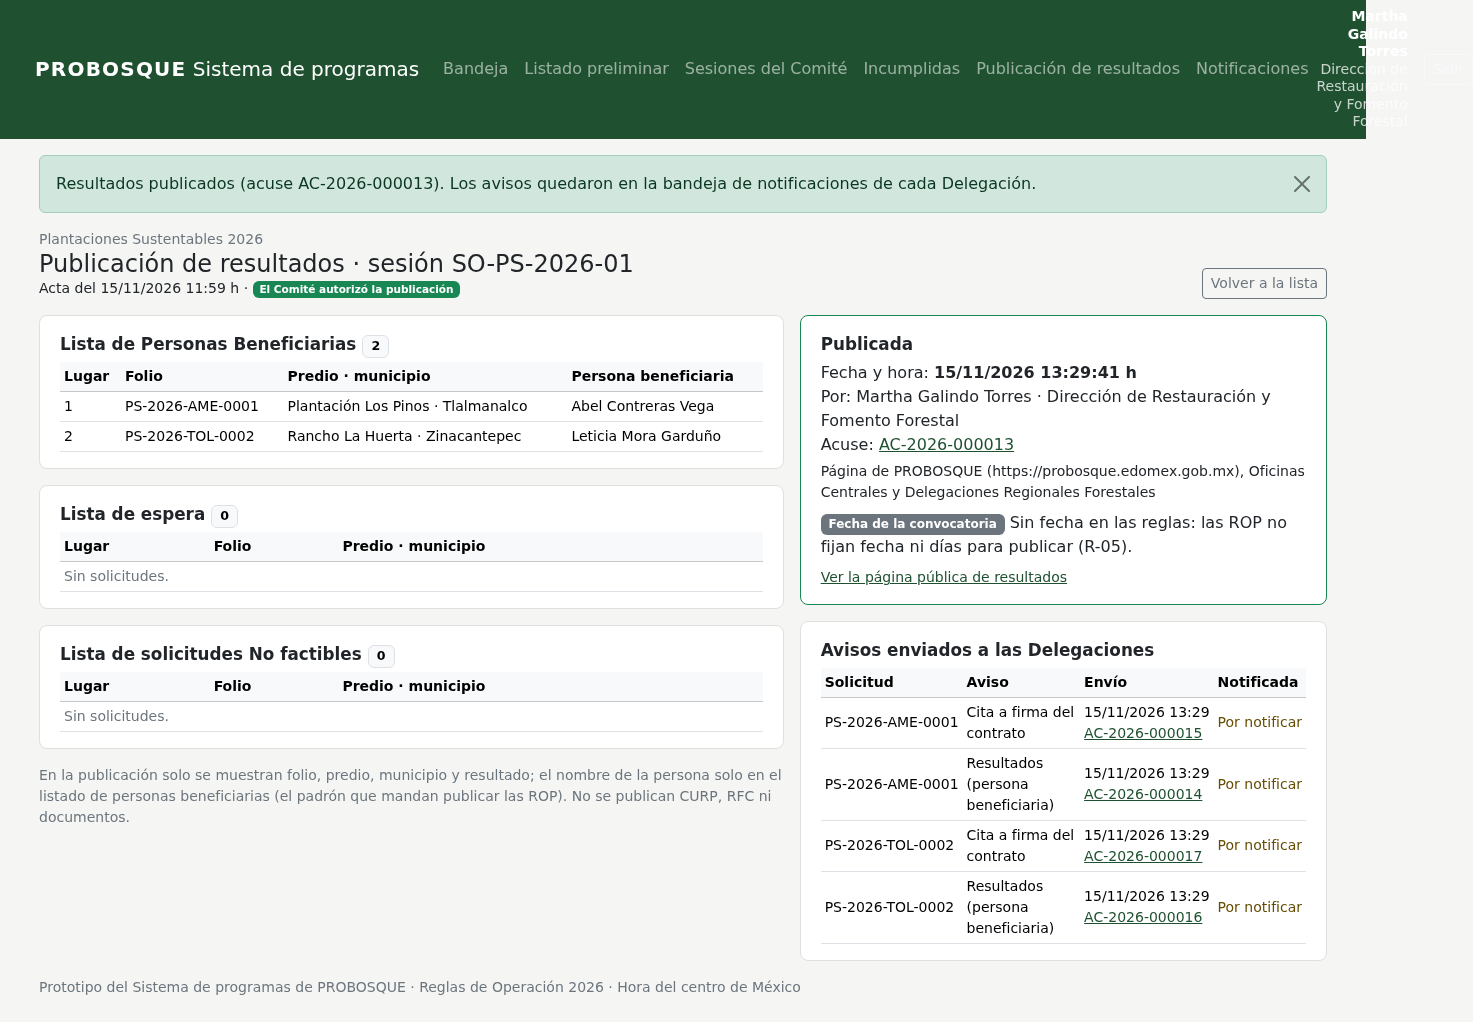 PROBOSQUE Sistema de programas
Bandeja
Listado preliminar
Sesiones del Comité
Incumplidas
Publicación de resultados
Notificaciones
Martha
Galindo
Torres
Dirección de
Restauración
y Fomento
Forestal
Resultados publicados (acuse AC-2026-000013). Los avisos quedaron en la bandeja de notificaciones de cada Delegación.
Plantaciones Sustentables 2026
Publicación de resultados · sesión SO-PS-2026-01
Acta del 15/11/2026 11:59 h · El Comité autorizó la publicación
Volver a la lista
Lista de Personas Beneficiarias 2
Lugar Folio Predio · municipio Persona beneficiaria
1 PS-2026-AME-0001 Plantación Los Pinos · Tlalmanalco Abel Contreras Vega
2 PS-2026-TOL-0002 Rancho La Huerta · Zinacantepec Leticia Mora Garduño
Lista de espera 0
Lugar Folio Predio · municipio
Sin solicitudes.
Lista de solicitudes No factibles 0
Lugar Folio Predio · municipio
Sin solicitudes.
En la publicación solo se muestran folio, predio, municipio y resultado; el nombre de la persona solo en el
listado de personas beneficiarias (el padrón que mandan publicar las ROP). No se publican CURP, RFC ni
documentos.
Publicada
Fecha y hora: 15/11/2026 13:29:41 h
Por: Martha Galindo Torres · Dirección de Restauración y
Fomento Forestal
Acuse: AC-2026-000013
Página de PROBOSQUE (https://probosque.edomex.gob.mx), Oficinas
Centrales y Delegaciones Regionales Forestales
Fecha de la convocatoria Sin fecha en las reglas: las ROP no
fijan fecha ni días para publicar (R-05).
Ver la página pública de resultados
Avisos enviados a las Delegaciones
Solicitud Aviso Envío Notificada
PS-2026-AME-0001 Cita a firma del contrato 15/11/2026 13:29 AC-2026-000015 Por notificar
PS-2026-AME-0001 Resultados (persona beneficiaria) 15/11/2026 13:29 AC-2026-000014 Por notificar
PS-2026-TOL-0002 Cita a firma del contrato 15/11/2026 13:29 AC-2026-000017 Por notificar
PS-2026-TOL-0002 Resultados (persona beneficiaria) 15/11/2026 13:29 AC-2026-000016 Por notificar
Prototipo del Sistema de programas de PROBOSQUE · Reglas de Operación 2026 · Hora del centro de México